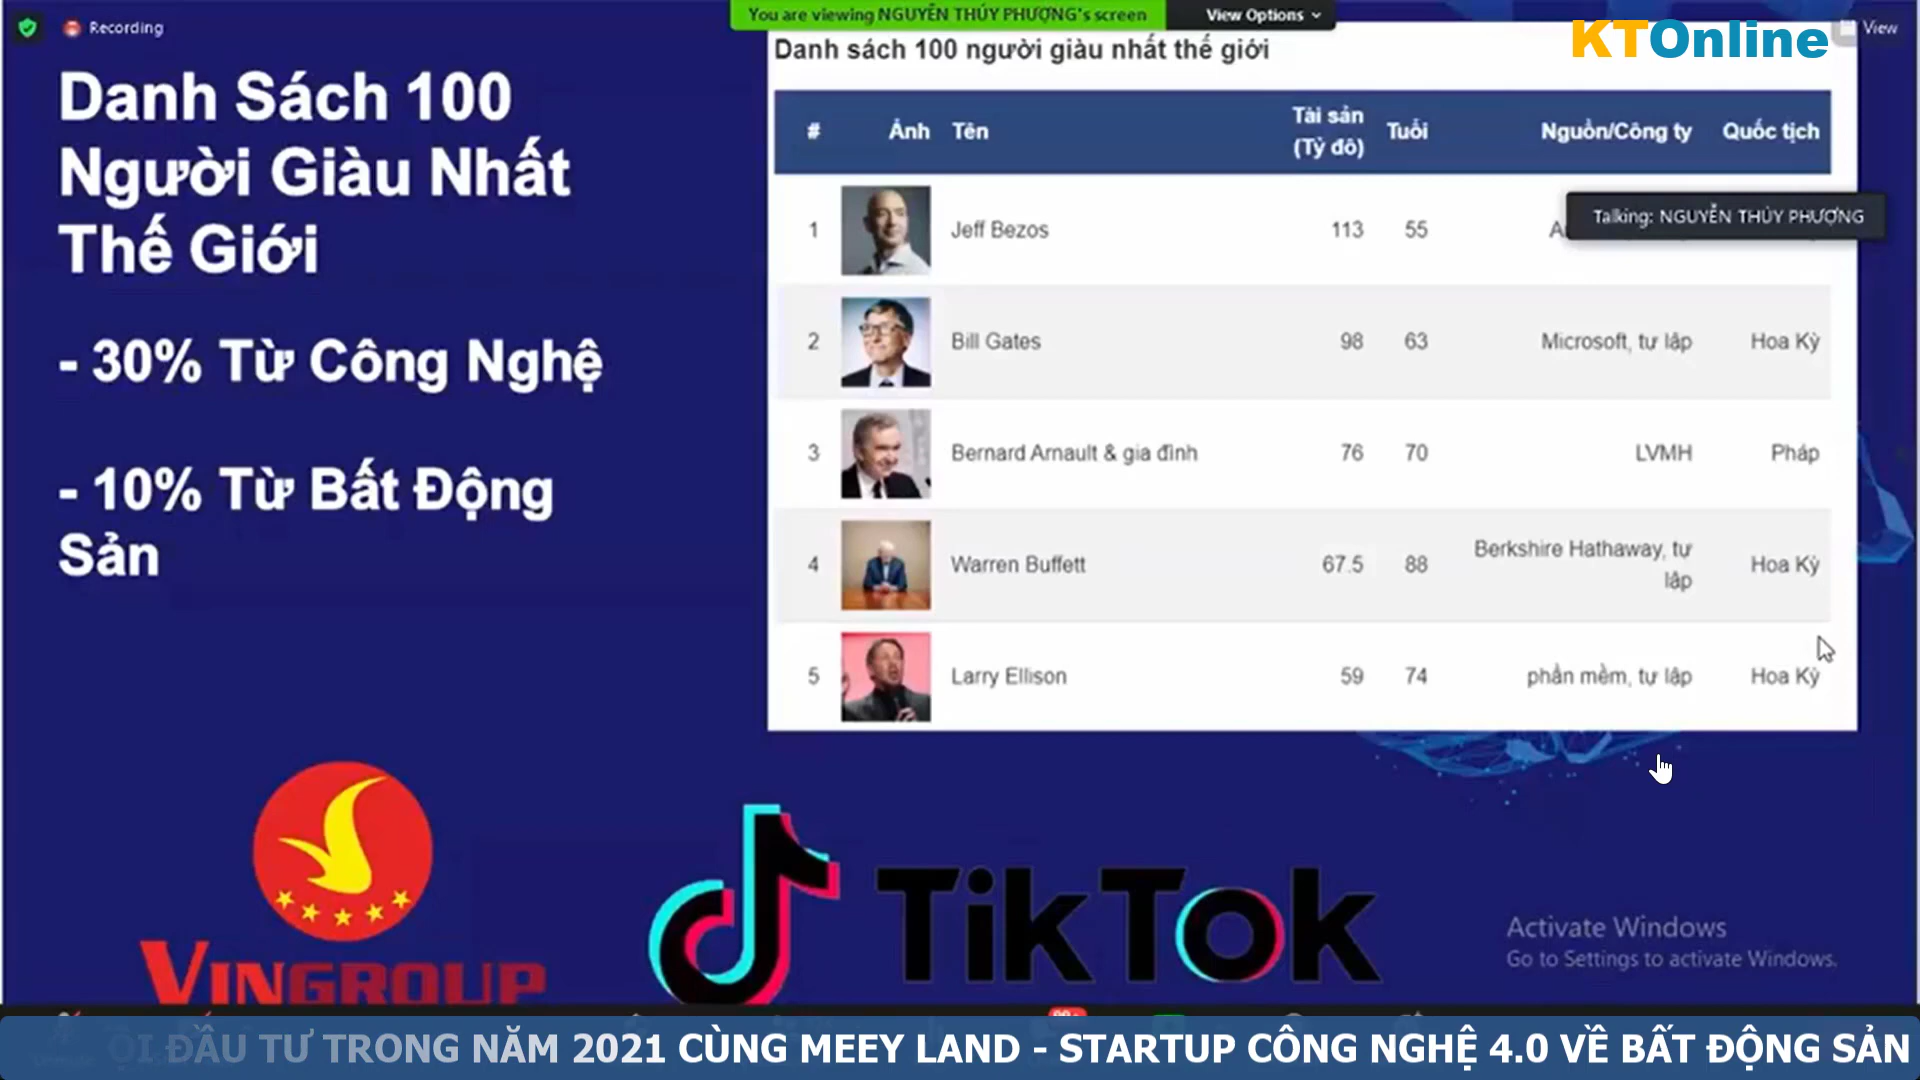 You are viewing NGUYỄN THÚY PHƯỢNG's screen
View Options
Recording
KTOnline
View
Danh Sách 100
Người Giàu Nhất
Thế Giới
- 30% Từ Công Nghệ
- 10% Từ Bất Động
Sản
Danh sách 100 người giàu nhất thế giới
# Ảnh Tên Tài sản (Tỷ đô) Tuổi Nguồn/Công ty Quốc tịch
Talking: NGUYỄN THÚY PHƯỢNG
1 Jeff Bezos 113 55
2 Bill Gates 98 63 Microsoft, tự lập Hoa Kỳ
3 Bernard Arnault & gia đình 76 70 LVMH Pháp
4 Warren Buffett 67.5 88 Berkshire Hathaway, tự lập Hoa Kỳ
5 Larry Ellison 59 74 phần mềm, tự lập Hoa Kỳ
VINGROUP
TikTok
Activate Windows
Go to Settings to activate Windows.
ĐẦU TƯ TRONG NĂM 2021 CÙNG MEEY LAND - STARTUP CÔNG NGHỆ 4.0 VỀ BẤT ĐỘNG SẢN